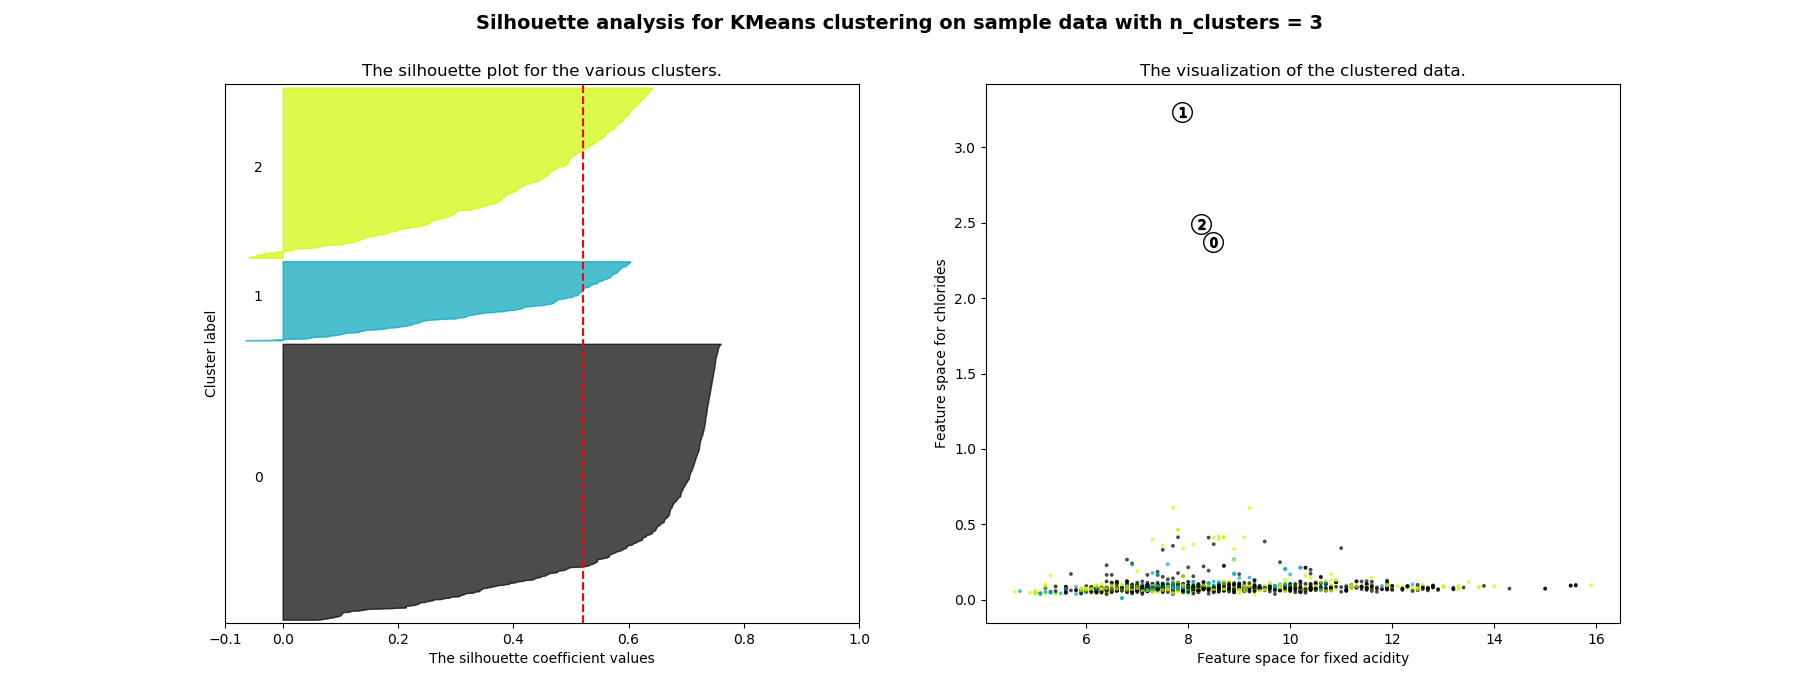 Silhouette analysis for KMeans clustering on sample data with n_clusters = 3
The silhouette plot for the various clusters.
2
1
0
Cluster label
−0.1 0.0 0.2 0.4 0.6 0.8 1.0
The silhouette coefficient values
The visualization of the clustered data.
1
2
0
3.0
2.5
2.0
1.5
1.0
0.5
0.0
Feature space for chlorides
6 8 10 12 14 16
Feature space for fixed acidity